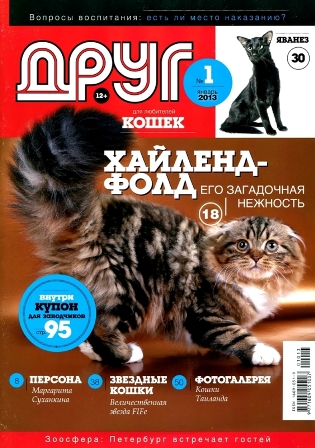 Вопросы воспитания: есть ли место наказанию?
ДРУГ
12+
для любителей
КОШЕК
№1
январь
2013
ЯВАНЕЗ
30
ХАЙЛЕНД-
ФОЛД
ЕГО ЗАГАДОЧНАЯ
НЕЖНОСТЬ
18
внутри
КУПОН
для заводчиков
стр. 95
8 ПЕРСОНА
Маргарита
Суханкина
38 ЗВЕЗДНЫЕ
КОШКИ
Величественная
звезда FIFe
50 ФОТОГАЛЕРЕЯ
Кошки
Таиланда
Зоосфера: Петербург встречает гостей